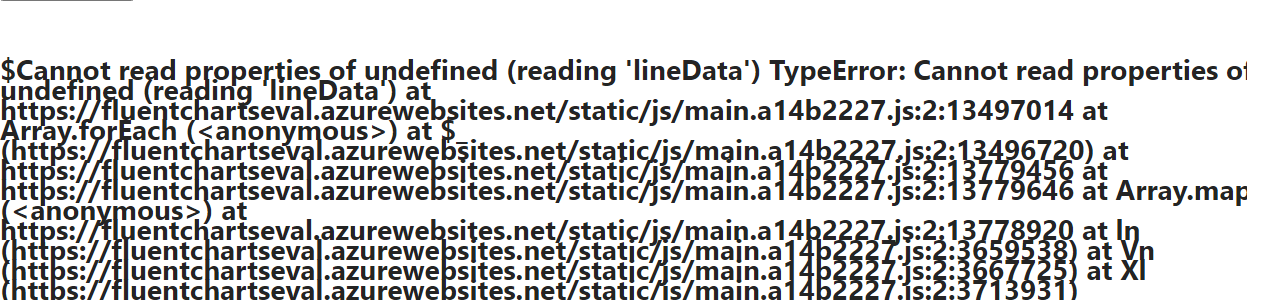 $Cannot read properties of undefined (reading 'lineData') TypeError: Cannot read properties of
undefined (reading 'lineData') at
https://fluentchartseval.azurewebsites.net/static/js/main.a14b2227.js:2:13497014 at
Array.forEach (<anonymous>) at $_
(https://fluentchartseval.azurewebsites.net/static/js/main.a14b2227.js:2:13496720) at
https://fluentchartseval.azurewebsites.net/static/js/main.a14b2227.js:2:13779456 at
https://fluentchartseval.azurewebsites.net/static/js/main.a14b2227.js:2:13779646 at Array.map
(<anonymous>) at
https://fluentchartseval.azurewebsites.net/static/js/main.a14b2227.js:2:13778920 at ln
(https://fluentchartseval.azurewebsites.net/static/js/main.a14b2227.js:2:3659538) at Vn
(https://fluentchartseval.azurewebsites.net/static/js/main.a14b2227.js:2:3667725) at Xl
(https://fluentchartseval.azurewebsites.net/static/js/main.a14b2227.js:2:3713931)